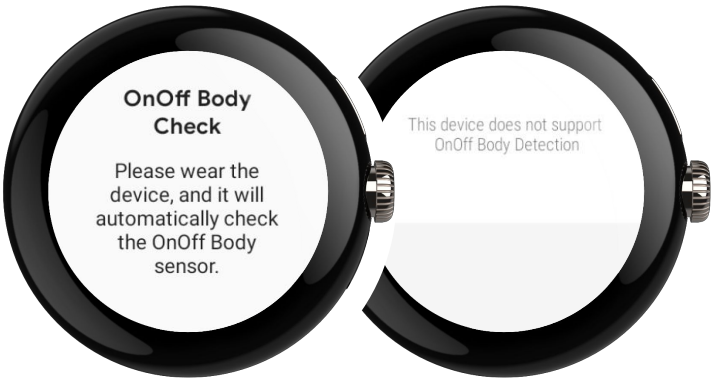 OnOff Body
Check
Please wear the
device, and it will
automatically check
the OnOff Body
sensor.
This device does not support
OnOff Body Detection